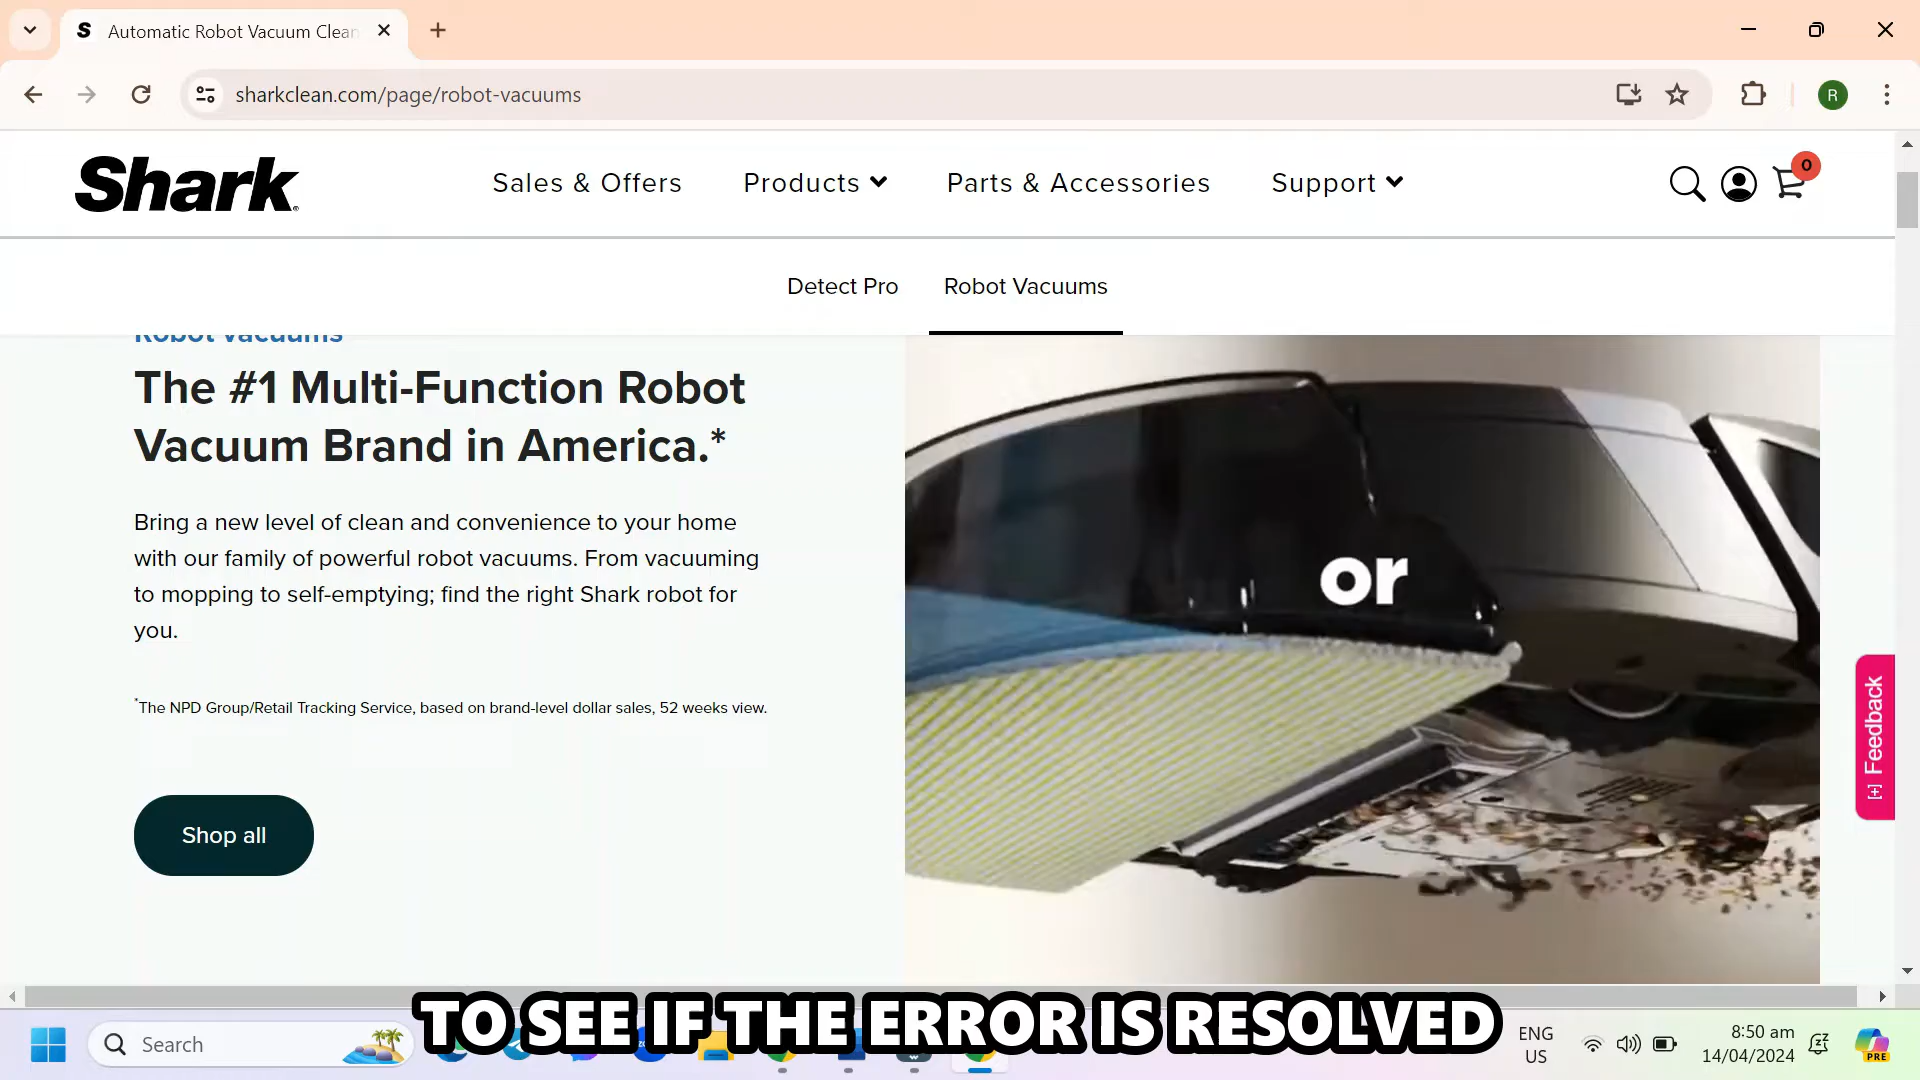 Automatic Robot Vacuum Clean
sharkclean.com/page/robot-vacuums
R
Shark
Sales & Offers
Products
Parts & Accessories
Support
0
Detect Pro
Robot Vacuums
Robot Vacuums
The #1 Multi-Function Robot
Vacuum Brand in America.*
Bring a new level of clean and convenience to your home
with our family of powerful robot vacuums. From vacuuming
to mopping to self-emptying; find the right Shark robot for
you.
*The NPD Group/Retail Tracking Service, based on brand-level dollar sales, 52 weeks view.
Shop all
or
[+] Feedback
TO SEE IF THE ERROR IS RESOLVED
Search
ENG
US
8:50 am
14/04/2024
PRE